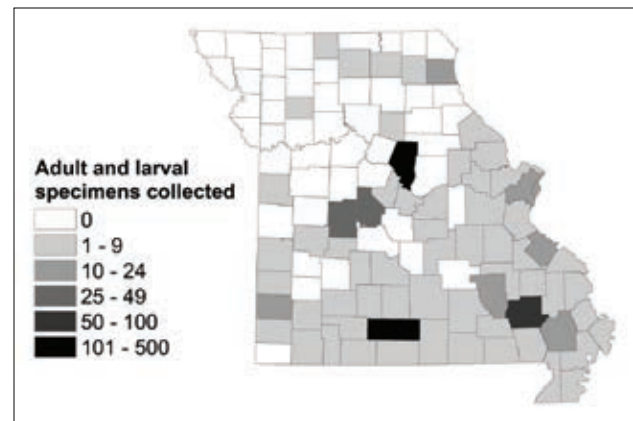 Adult and larval
specimens collected
0
1 - 9
10 - 24
25 - 49
50 - 100
101 - 500